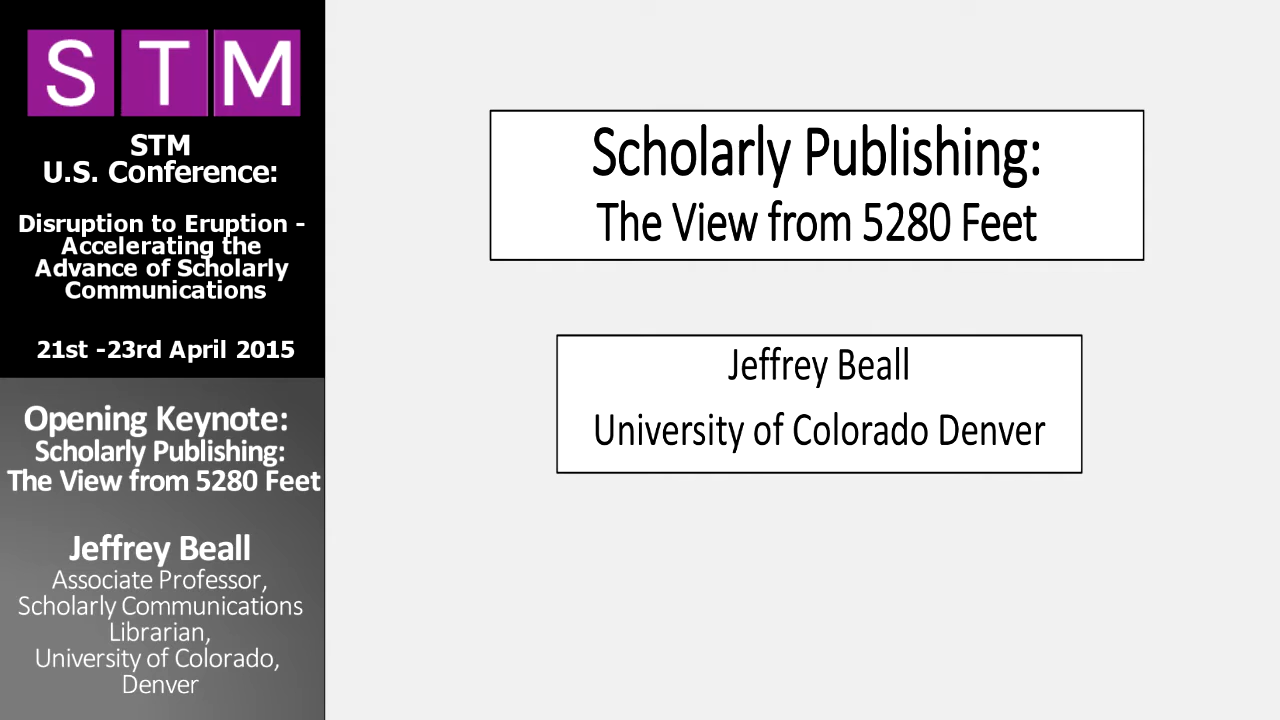 STM
STM
U.S. Conference:
Disruption to Eruption -
Accelerating the
Advance of Scholarly
Communications
21st -23rd April 2015
Opening Keynote:
Scholarly Publishing:
The View from 5280 Feet
Jeffrey Beall
Associate Professor,
Scholarly Communications
Librarian,
University of Colorado,
Denver
Scholarly Publishing:
The View from 5280 Feet
Jeffrey Beall
University of Colorado Denver